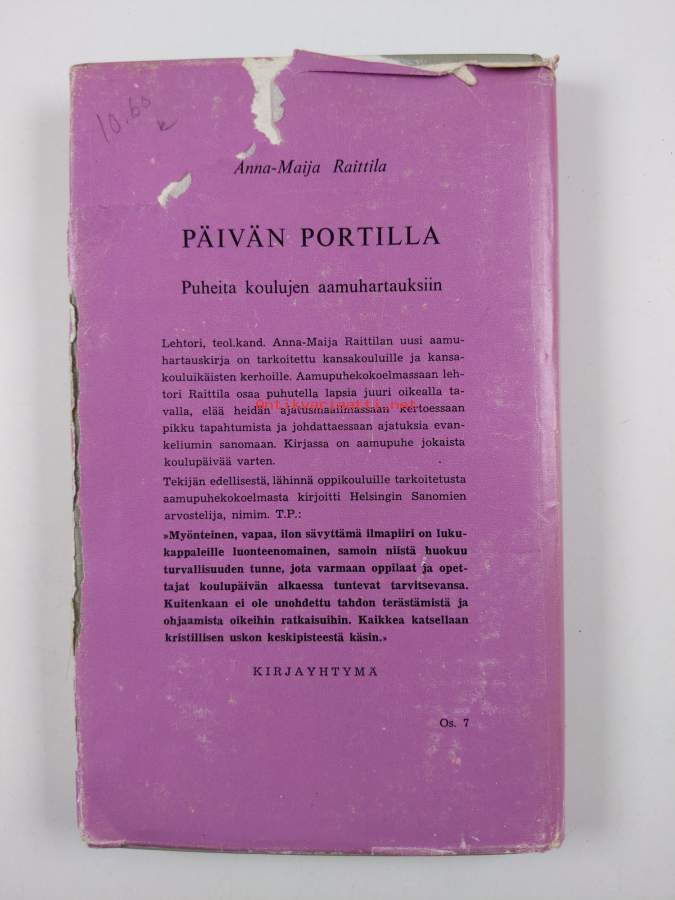 10.60
Anna-Maija Raittila
PÄIVÄN PORTILLA
Puheita koulujen aamuhartauksiin
Lehtori, teol.kand. Anna-Maija Raittilan uusi aamu-
hartauskirja on tarkoitettu kansakouluille ja kansa-
kouluikäisten kerhoille. Aamupuhekokoelmassaan leh-
tori Raittila osaa puhutella lapsia juuri oikealla ta-
valla, elää heidän ajatusmaailmassaan kertoessaan
Antikvariaatti.net
pikku tapahtumista ja johdattaessaan ajatuksia evan-
keliumin sanomaan. Kirjassa on aamupuhe jokaista
koulupäivää varten.
Tekijän edellisestä, lähinnä oppikouluille tarkoitetusta
aamupuhekokoelmasta kirjoitti Helsingin Sanomien
arvostelija, nimim. T.P.:
»Myönteinen, vapaa, ilon sävyttämä ilmapiiri on luku-
kappaleille luonteenomainen, samoin niistä huokuu
turvallisuuden tunne, jota varmaan oppilaat ja opet-
tajat koulupäivän alkaessa tuntevat tarvitsevansa.
Kuitenkaan ei ole unohdettu tahdon terästämistä ja
ohjaamista oikeihin ratkaisuihin. Kaikkea katsellaan
kristillisen uskon keskipisteestä käsin.»
KIRJAYHTYMÄ
Os. 7